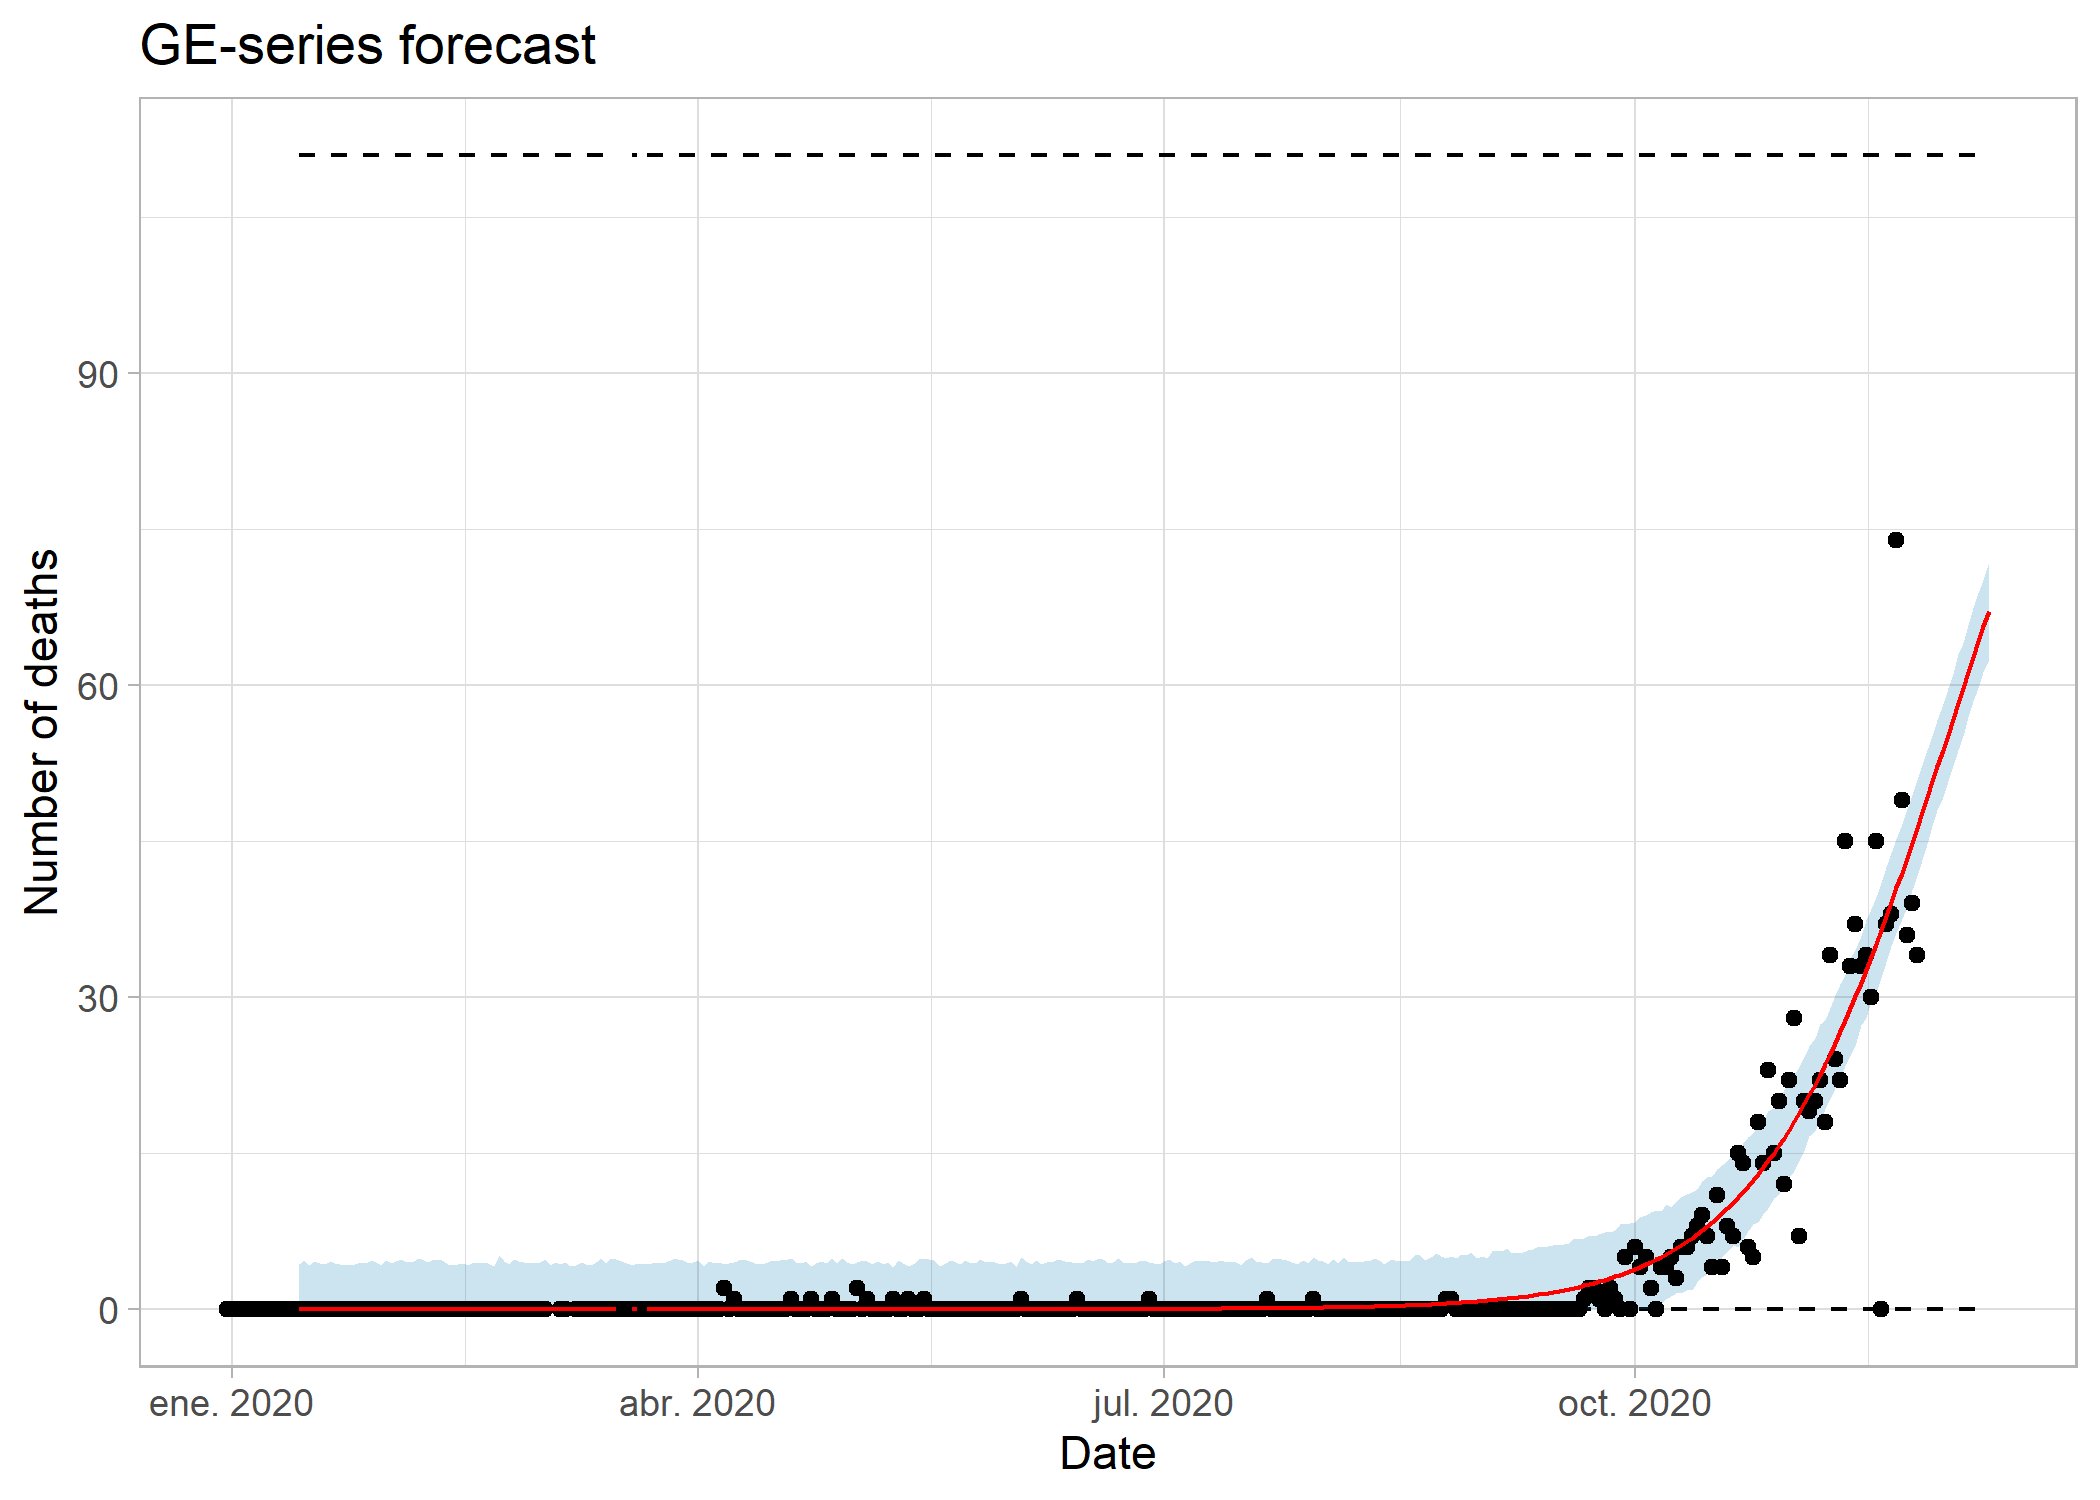 GE-series forecast
Number of deaths
90
60
30
0
ene. 2020
abr. 2020
jul. 2020
oct. 2020
Date